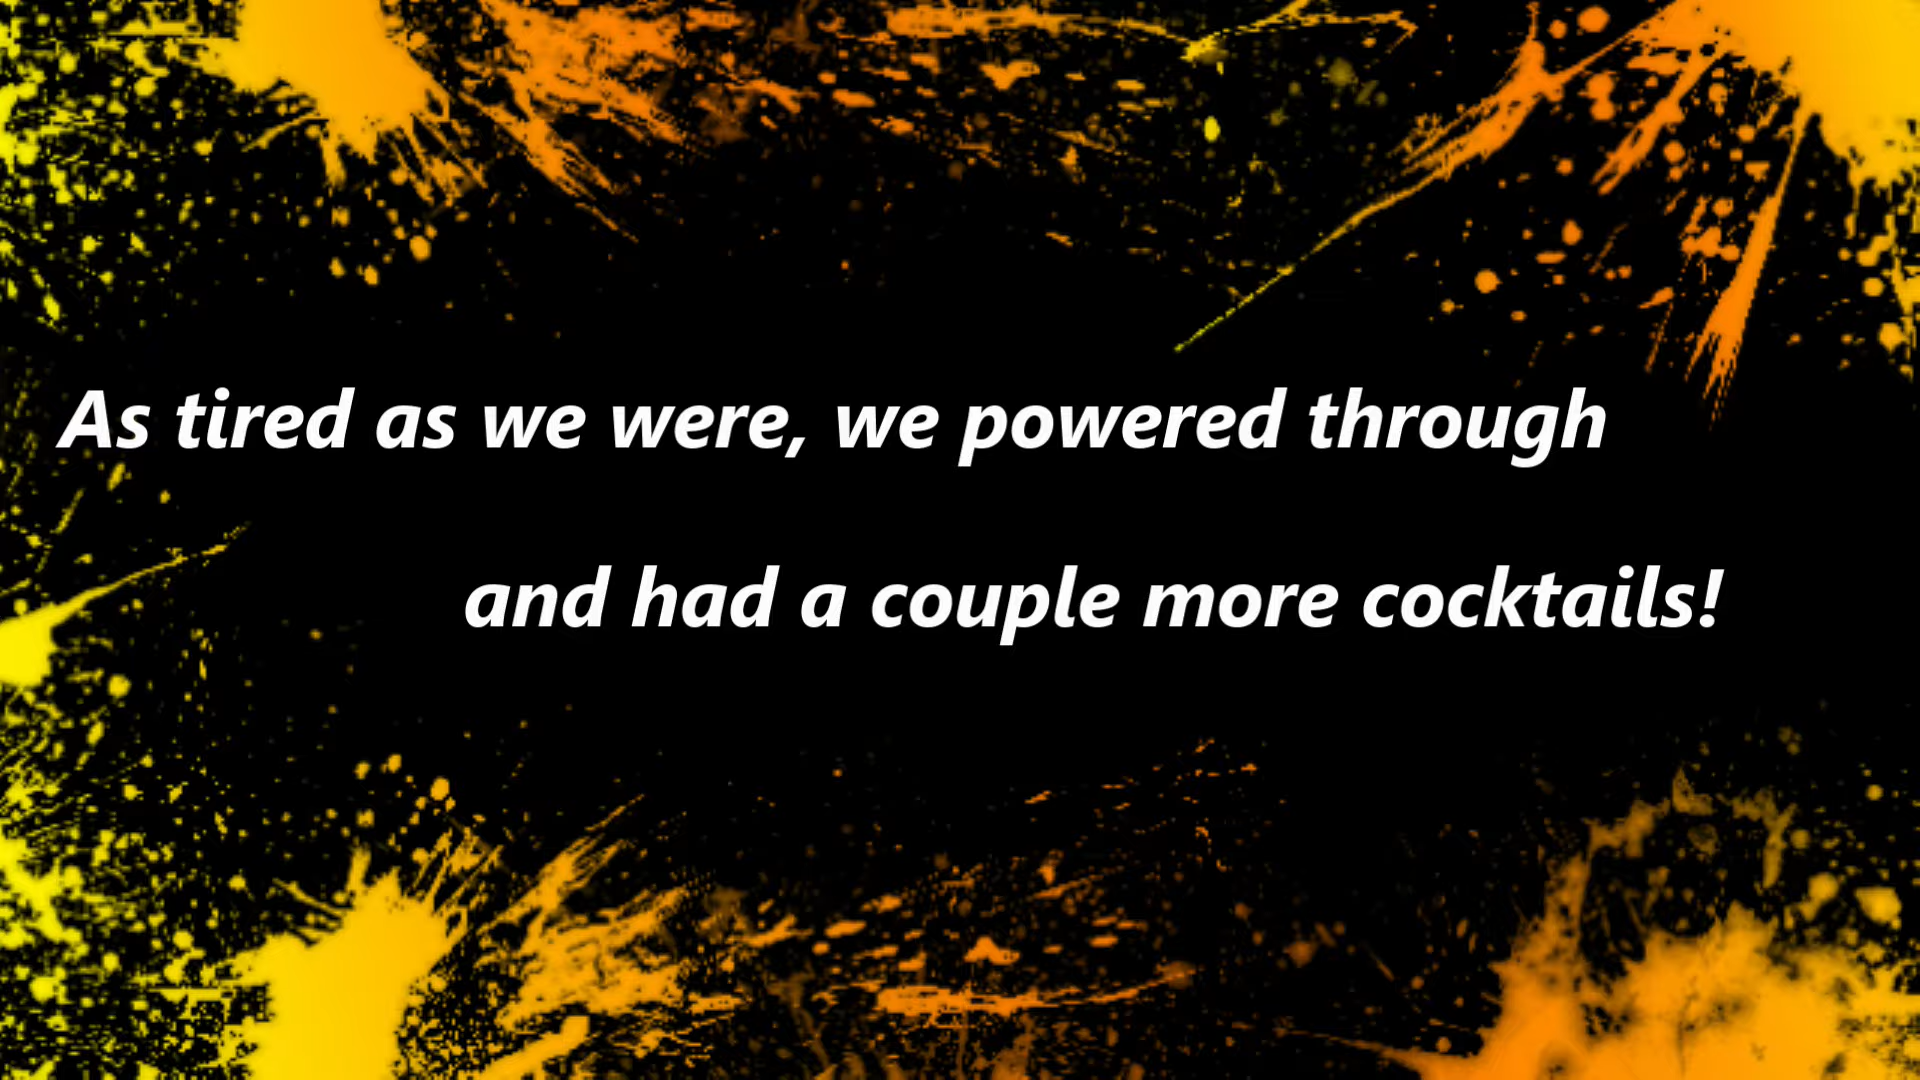 As tired as we were, we powered through
and had a couple more cocktails!